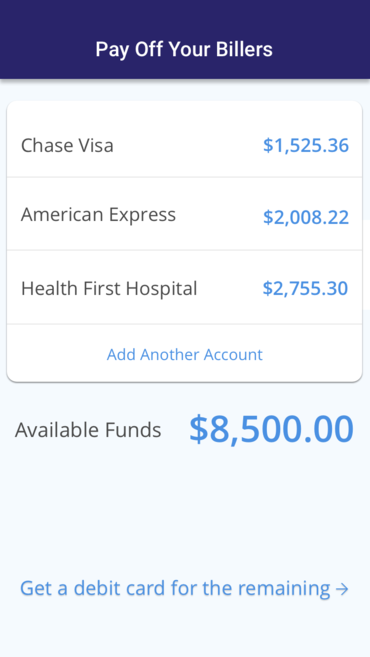 Pay Off Your Billers
Chase Visa $1,525.36
American Express $2,008.22
Health First Hospital $2,755.30
Add Another Account
Available Funds $8,500.00
Get a debit card for the remaining →